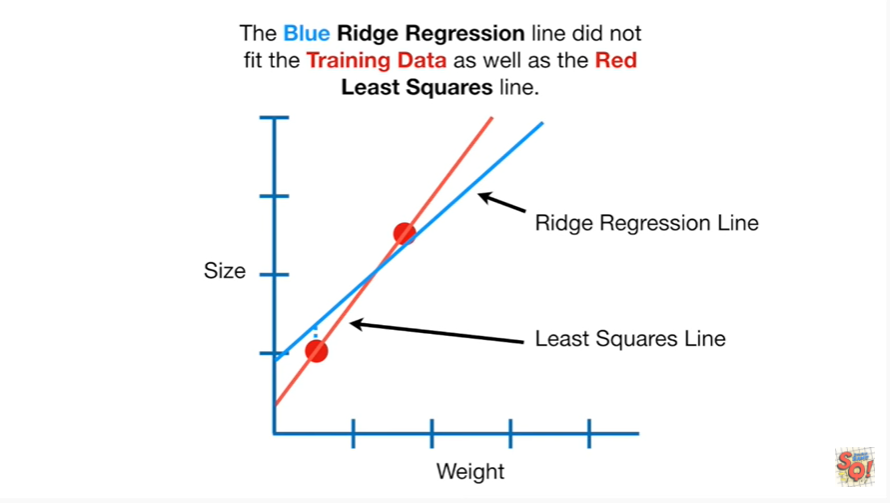 The Blue Ridge Regression line did not
fit the Training Data as well as the Red
Least Squares line.
Ridge Regression Line
Size
Least Squares Line
Weight
SQ!